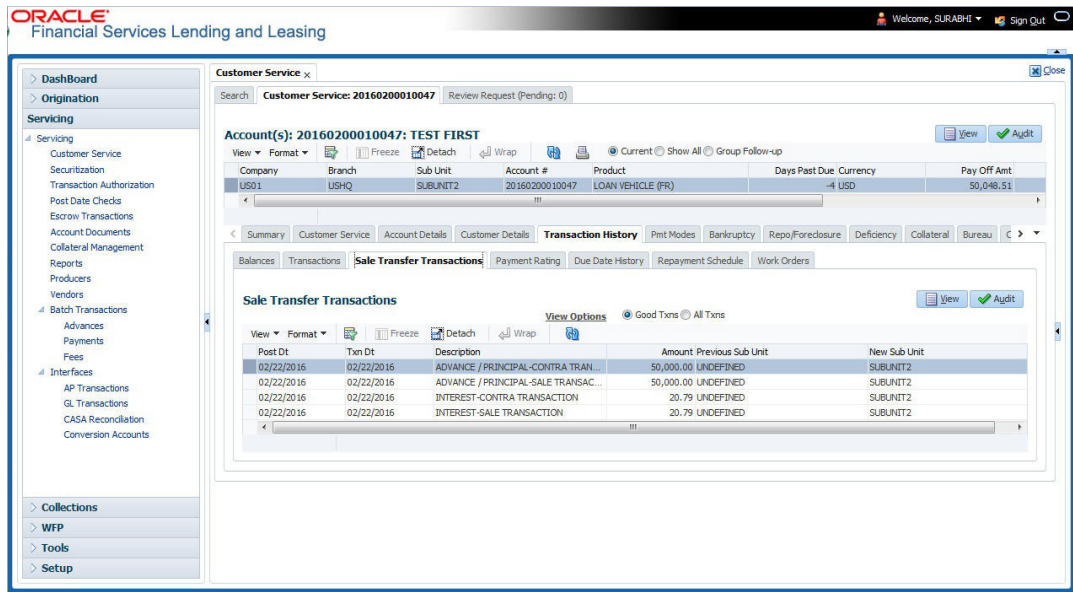 ORACLE
Financial Services Lending and Leasing
Welcome, SURABHI
Sign Out
DashBoard
Origination
Servicing
Servicing
Customer Service
Securitization
Transaction Authorization
Post Date Checks
Escrow Transactions
Account Documents
Collateral Management
Reports
Producers
Vendors
Batch Transactions
Advances
Payments
Fees
Interfaces
AP Transactions
GL Transactions
CASA Reconciliation
Conversion Accounts
Collections
WFP
Tools
Setup
Customer Service x
Close
Search Customer Service: 20160200010047 Review Request (Pending: 0)
Account(s): 20160200010047: TEST FIRST
View Audit
View Format Freeze Detach Wrap Current Show All Group Follow-up
Company Branch Sub Unit Account # Product Days Past Due Currency Pay Off Amt
US01 USHQ SUBUNIT2 20160200010047 LOAN VEHICLE (FR) -4 USD 50,048.51
Summary Customer Service Account Details Customer Details Transaction History Pmt Modes Bankruptcy Repo/Foreclosure Deficiency Collateral Bureau
Balances Transactions Sale Transfer Transactions Payment Rating Due Date History Repayment Schedule Work Orders
Sale Transfer Transactions
View Audit
View Options Good Txns All Txns
View Format Freeze Detach Wrap
Post Dt Txn Dt Description Amount Previous Sub Unit New Sub Unit
02/22/2016 02/22/2016 ADVANCE / PRINCIPAL-CONTRA TRAN... 50,000.00 UNDEFINED SUBUNIT2
02/22/2016 02/22/2016 ADVANCE / PRINCIPAL-SALE TRANSAC... 50,000.00 UNDEFINED SUBUNIT2
02/22/2016 02/22/2016 INTEREST-CONTRA TRANSACTION 20.79 UNDEFINED SUBUNIT2
02/22/2016 02/22/2016 INTEREST-SALE TRANSACTION 20.79 UNDEFINED SUBUNIT2